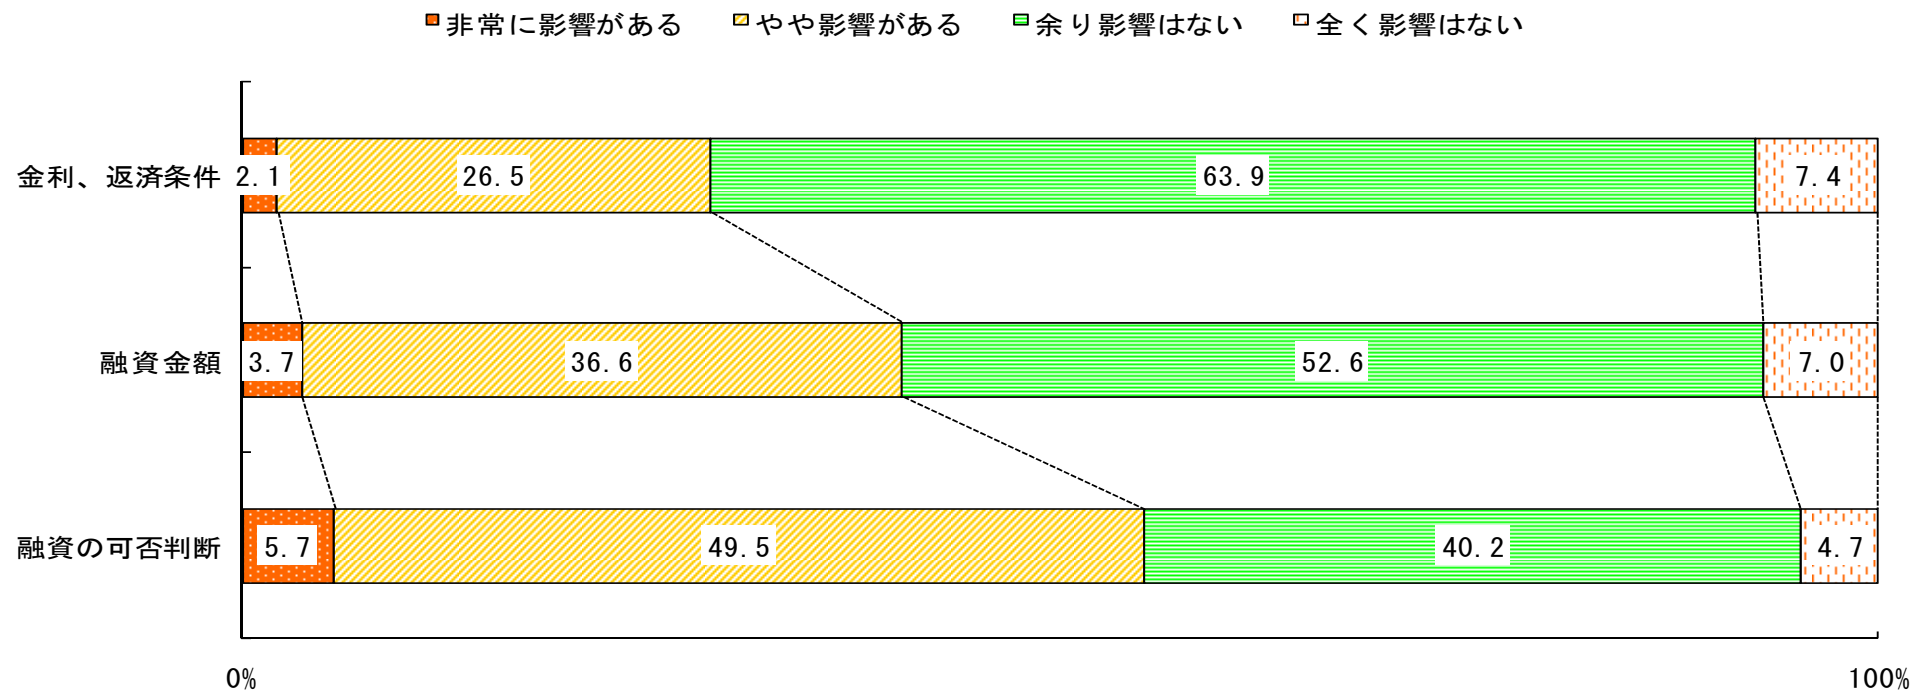 非常に影響がある やや影響がある 余り影響はない 全く影響はない
金利、返済条件 2.1 26.5 63.9 7.4
融資金額 3.7 36.6 52.6 7.0
融資の可否判断 5.7 49.5 40.2 4.7
0% 100%